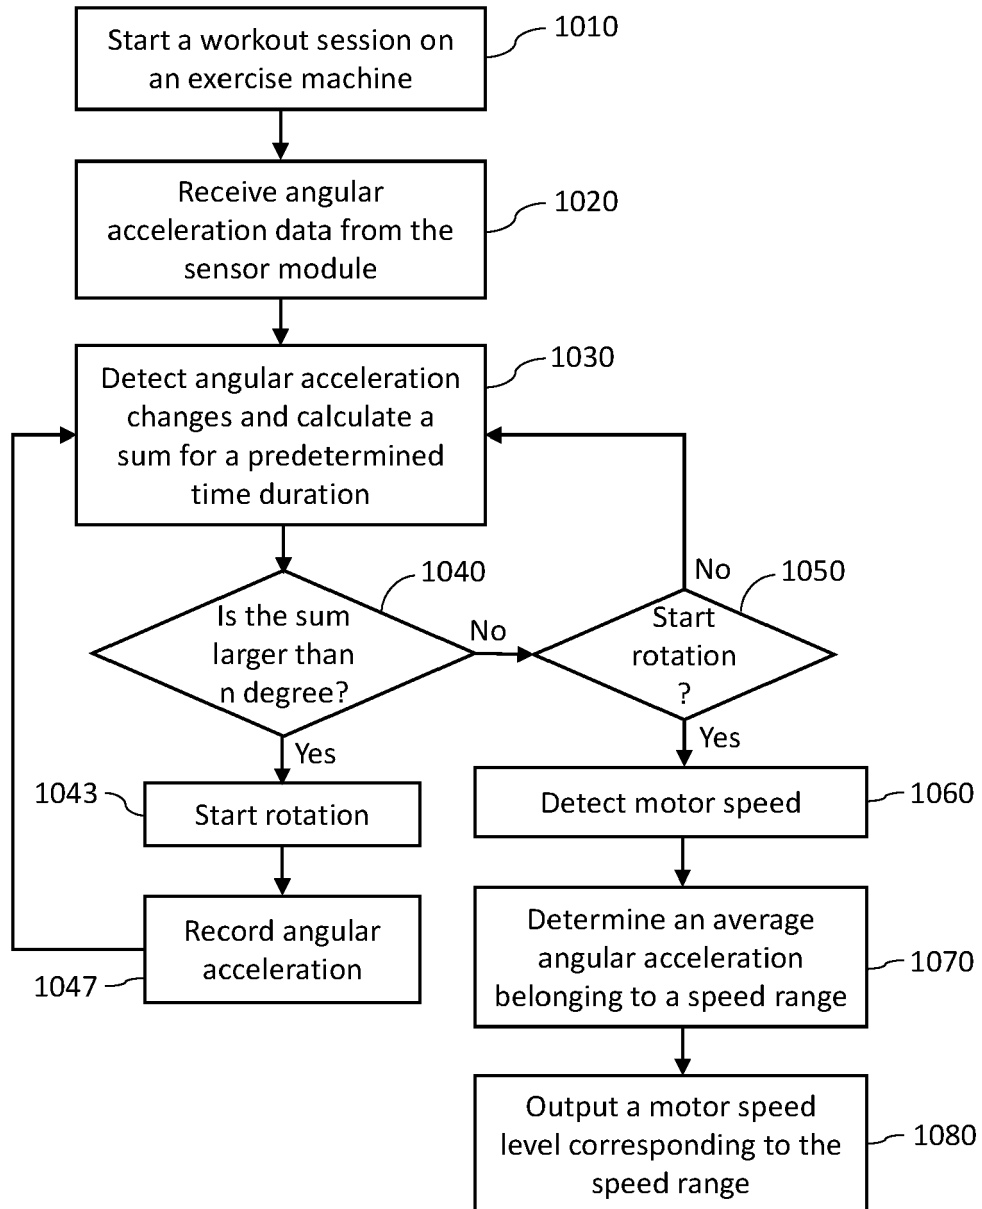 Start a workout session on
an exercise machine
1010
Receive angular
acceleration data from the
sensor module
1020
Detect angular acceleration
changes and calculate a
sum for a predetermined
time duration
1030
Is the sum
larger than
n degree?
1040
No
Yes
Start rotation
1043
Record angular
acceleration
1047
Start
rotation
?
1050
No
Yes
Detect motor speed
1060
Determine an average
angular acceleration
belonging to a speed range
1070
Output a motor speed
level corresponding to the
speed range
1080